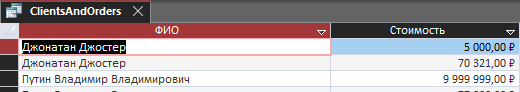 ClientsAndOrders
ФИО Стоимость
Джонатан Джостер 5 000,00 ₽
Джонатан Джостер 70 321,00 ₽
Путин Владимир Владимирович 9 999 999,00 ₽